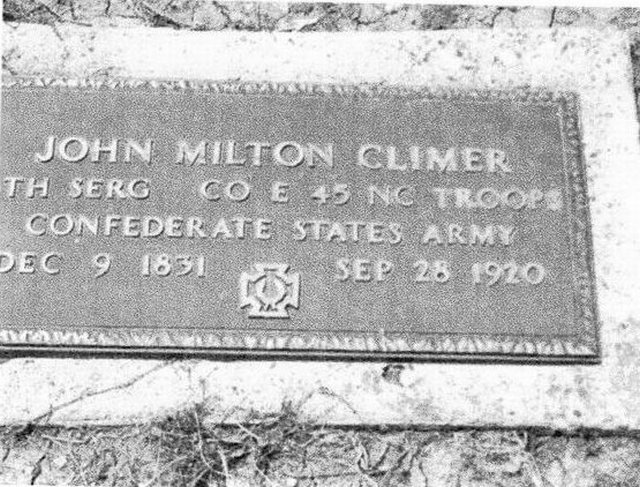 JOHN MILTON CLIMER
TH SERG CO E 45 NC TROOPS
CONFEDERATE STATES ARMY
DEC 9 1831 SEP 28 1920